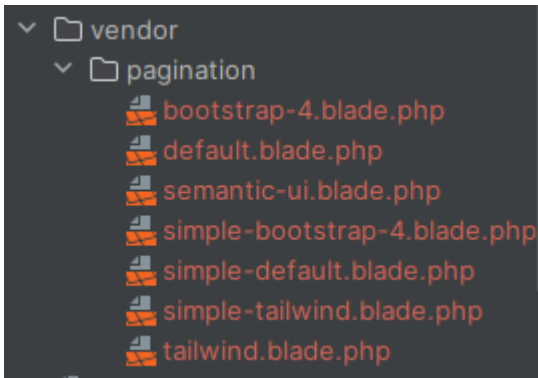 vendor
pagination
bootstrap-4.blade.php
default.blade.php
semantic-ui.blade.php
simple-bootstrap-4.blade.php
simple-default.blade.php
simple-tailwind.blade.php
tailwind.blade.php